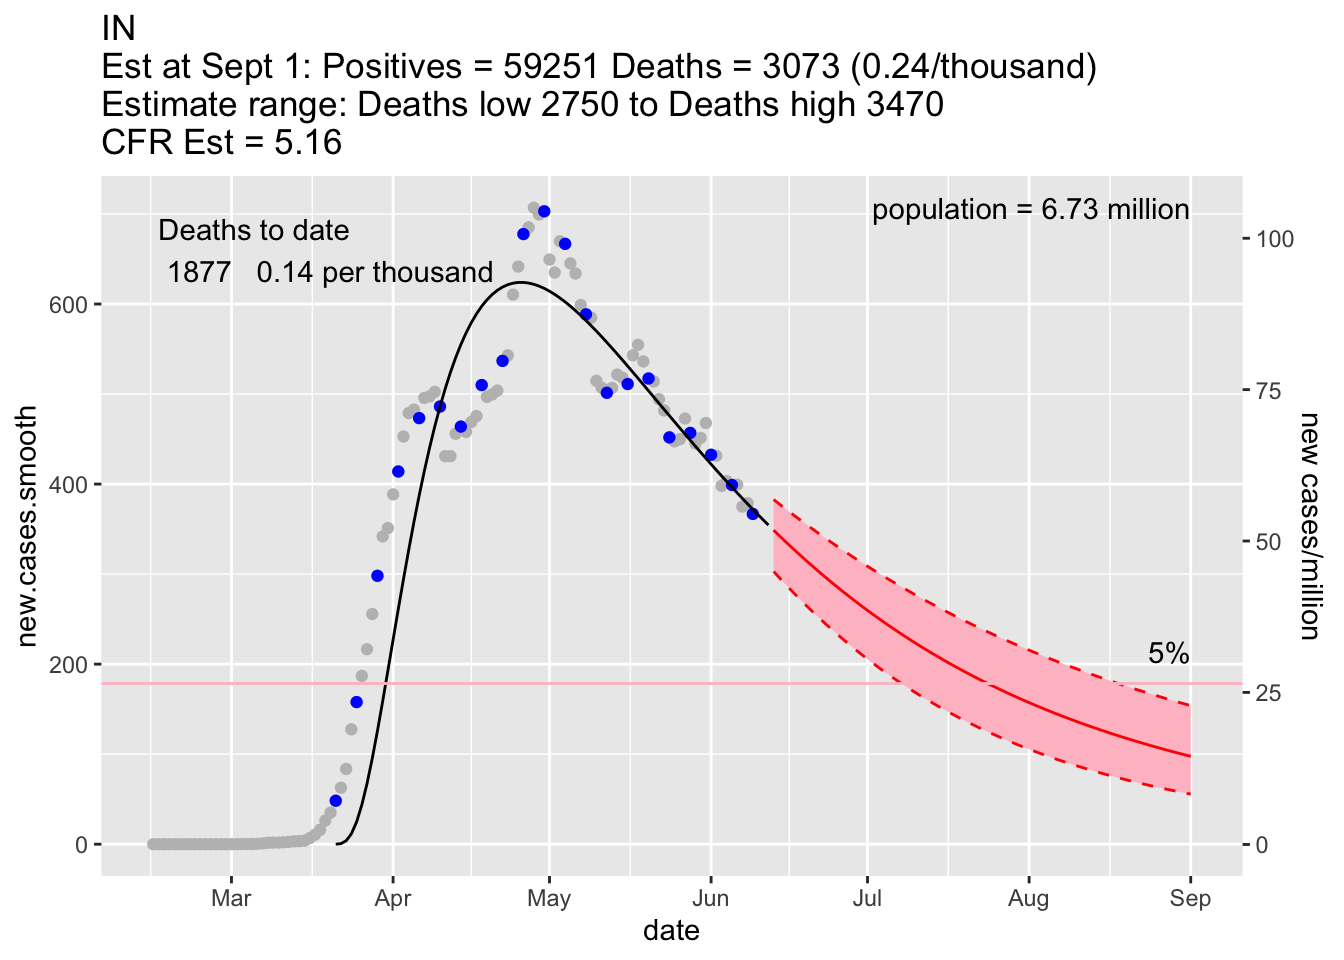 IN
Est at Sept 1: Positives = 59251 Deaths = 3073 (0.24/thousand)
Estimate range: Deaths low 2750 to Deaths high 3470
CFR Est = 5.16
population = 6.73 million
Deaths to date
1877 0.14 per thousand
5%
new.cases.smooth
600
400
200
0
100
75
50
25
0
new cases/million
Mar
Apr
May
Jun
Jul
Aug
Sep
date